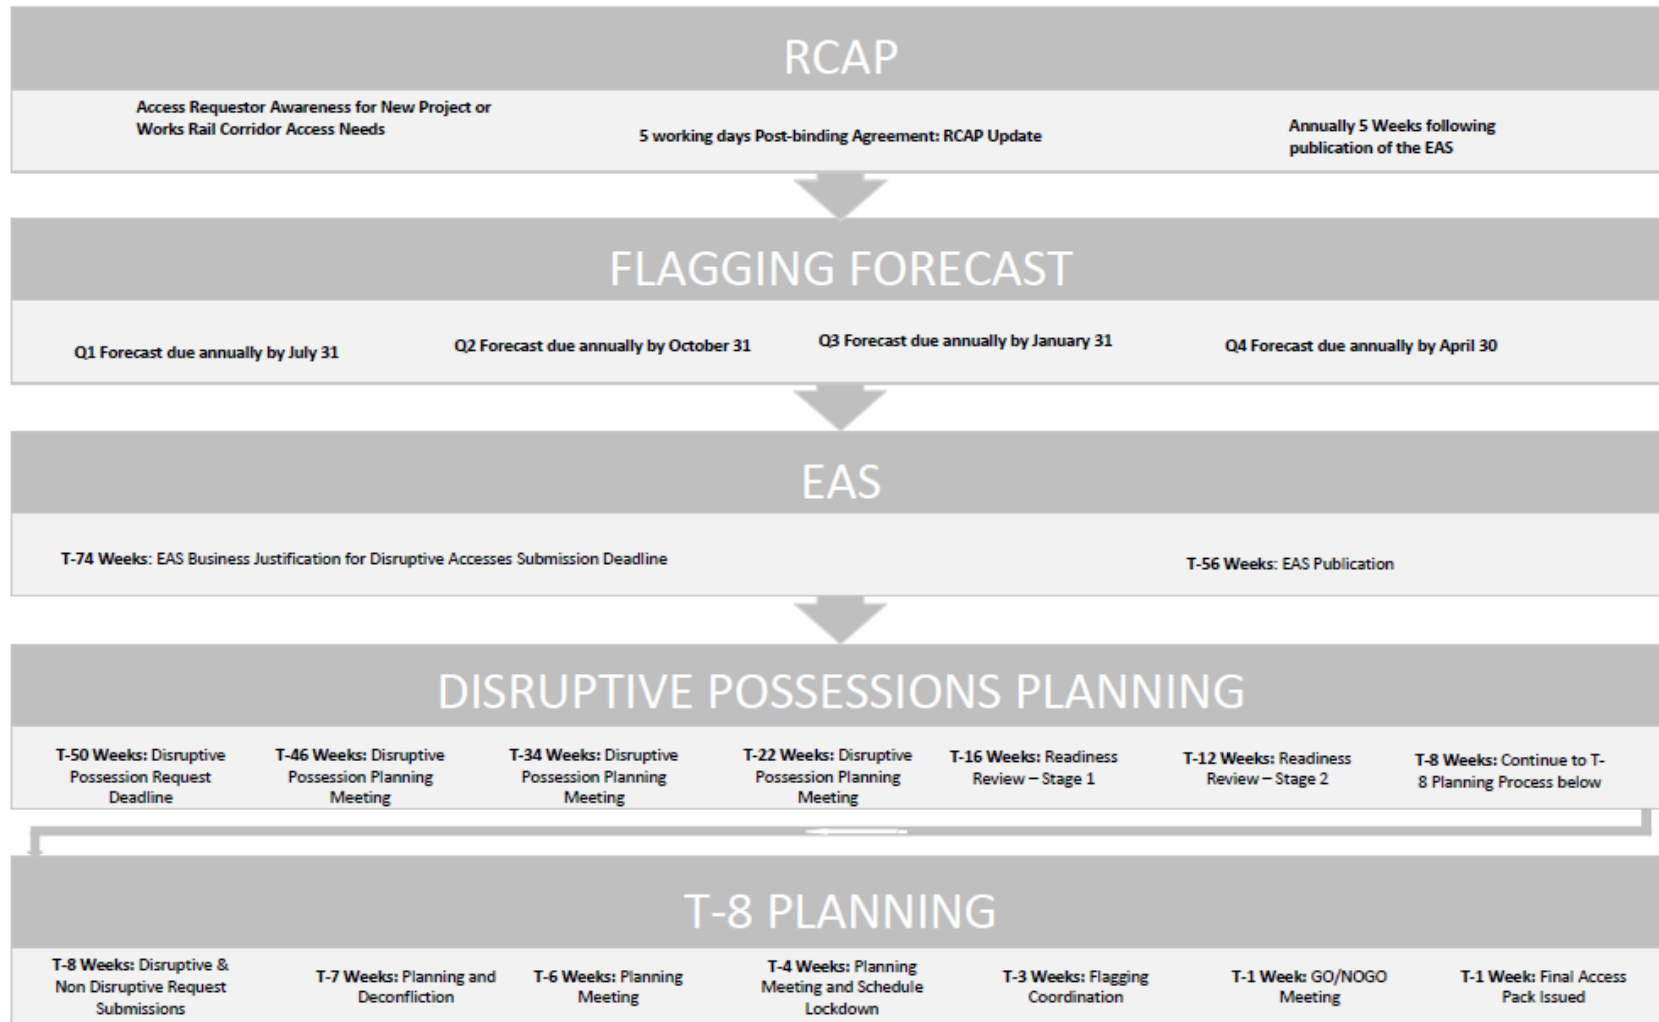 RCAP
Access Requestor Awareness for New Project or
Works Rail Corridor Access Needs
5 working days Post-binding Agreement: RCAP Update
Annually 5 Weeks following
publication of the EAS
FLAGGING FORECAST
Q1 Forecast due annually by July 31
Q2 Forecast due annually by October 31
Q3 Forecast due annually by January 31
Q4 Forecast due annually by April 30
EAS
T-74 Weeks: EAS Business Justification for Disruptive Accesses Submission Deadline
T-56 Weeks: EAS Publication
DISRUPTIVE POSSESSIONS PLANNING
T-50 Weeks: Disruptive
Possession Request
Deadline
T-46 Weeks: Disruptive
Possession Planning
Meeting
T-34 Weeks: Disruptive
Possession Planning
Meeting
T-22 Weeks: Disruptive
Possession Planning
Meeting
T-16 Weeks: Readiness
Review – Stage 1
T-12 Weeks: Readiness
Review – Stage 2
T-8 Weeks: Continue to T-
8 Planning Process below
T-8 PLANNING
T-8 Weeks: Disruptive &
Non Disruptive Request
Submissions
T-7 Weeks: Planning and
Deconfliction
T-6 Weeks: Planning
Meeting
T-4 Weeks: Planning
Meeting and Schedule
Lockdown
T-3 Weeks: Flagging
Coordination
T-1 Week: GO/NOGO
Meeting
T-1 Week: Final Access
Pack Issued